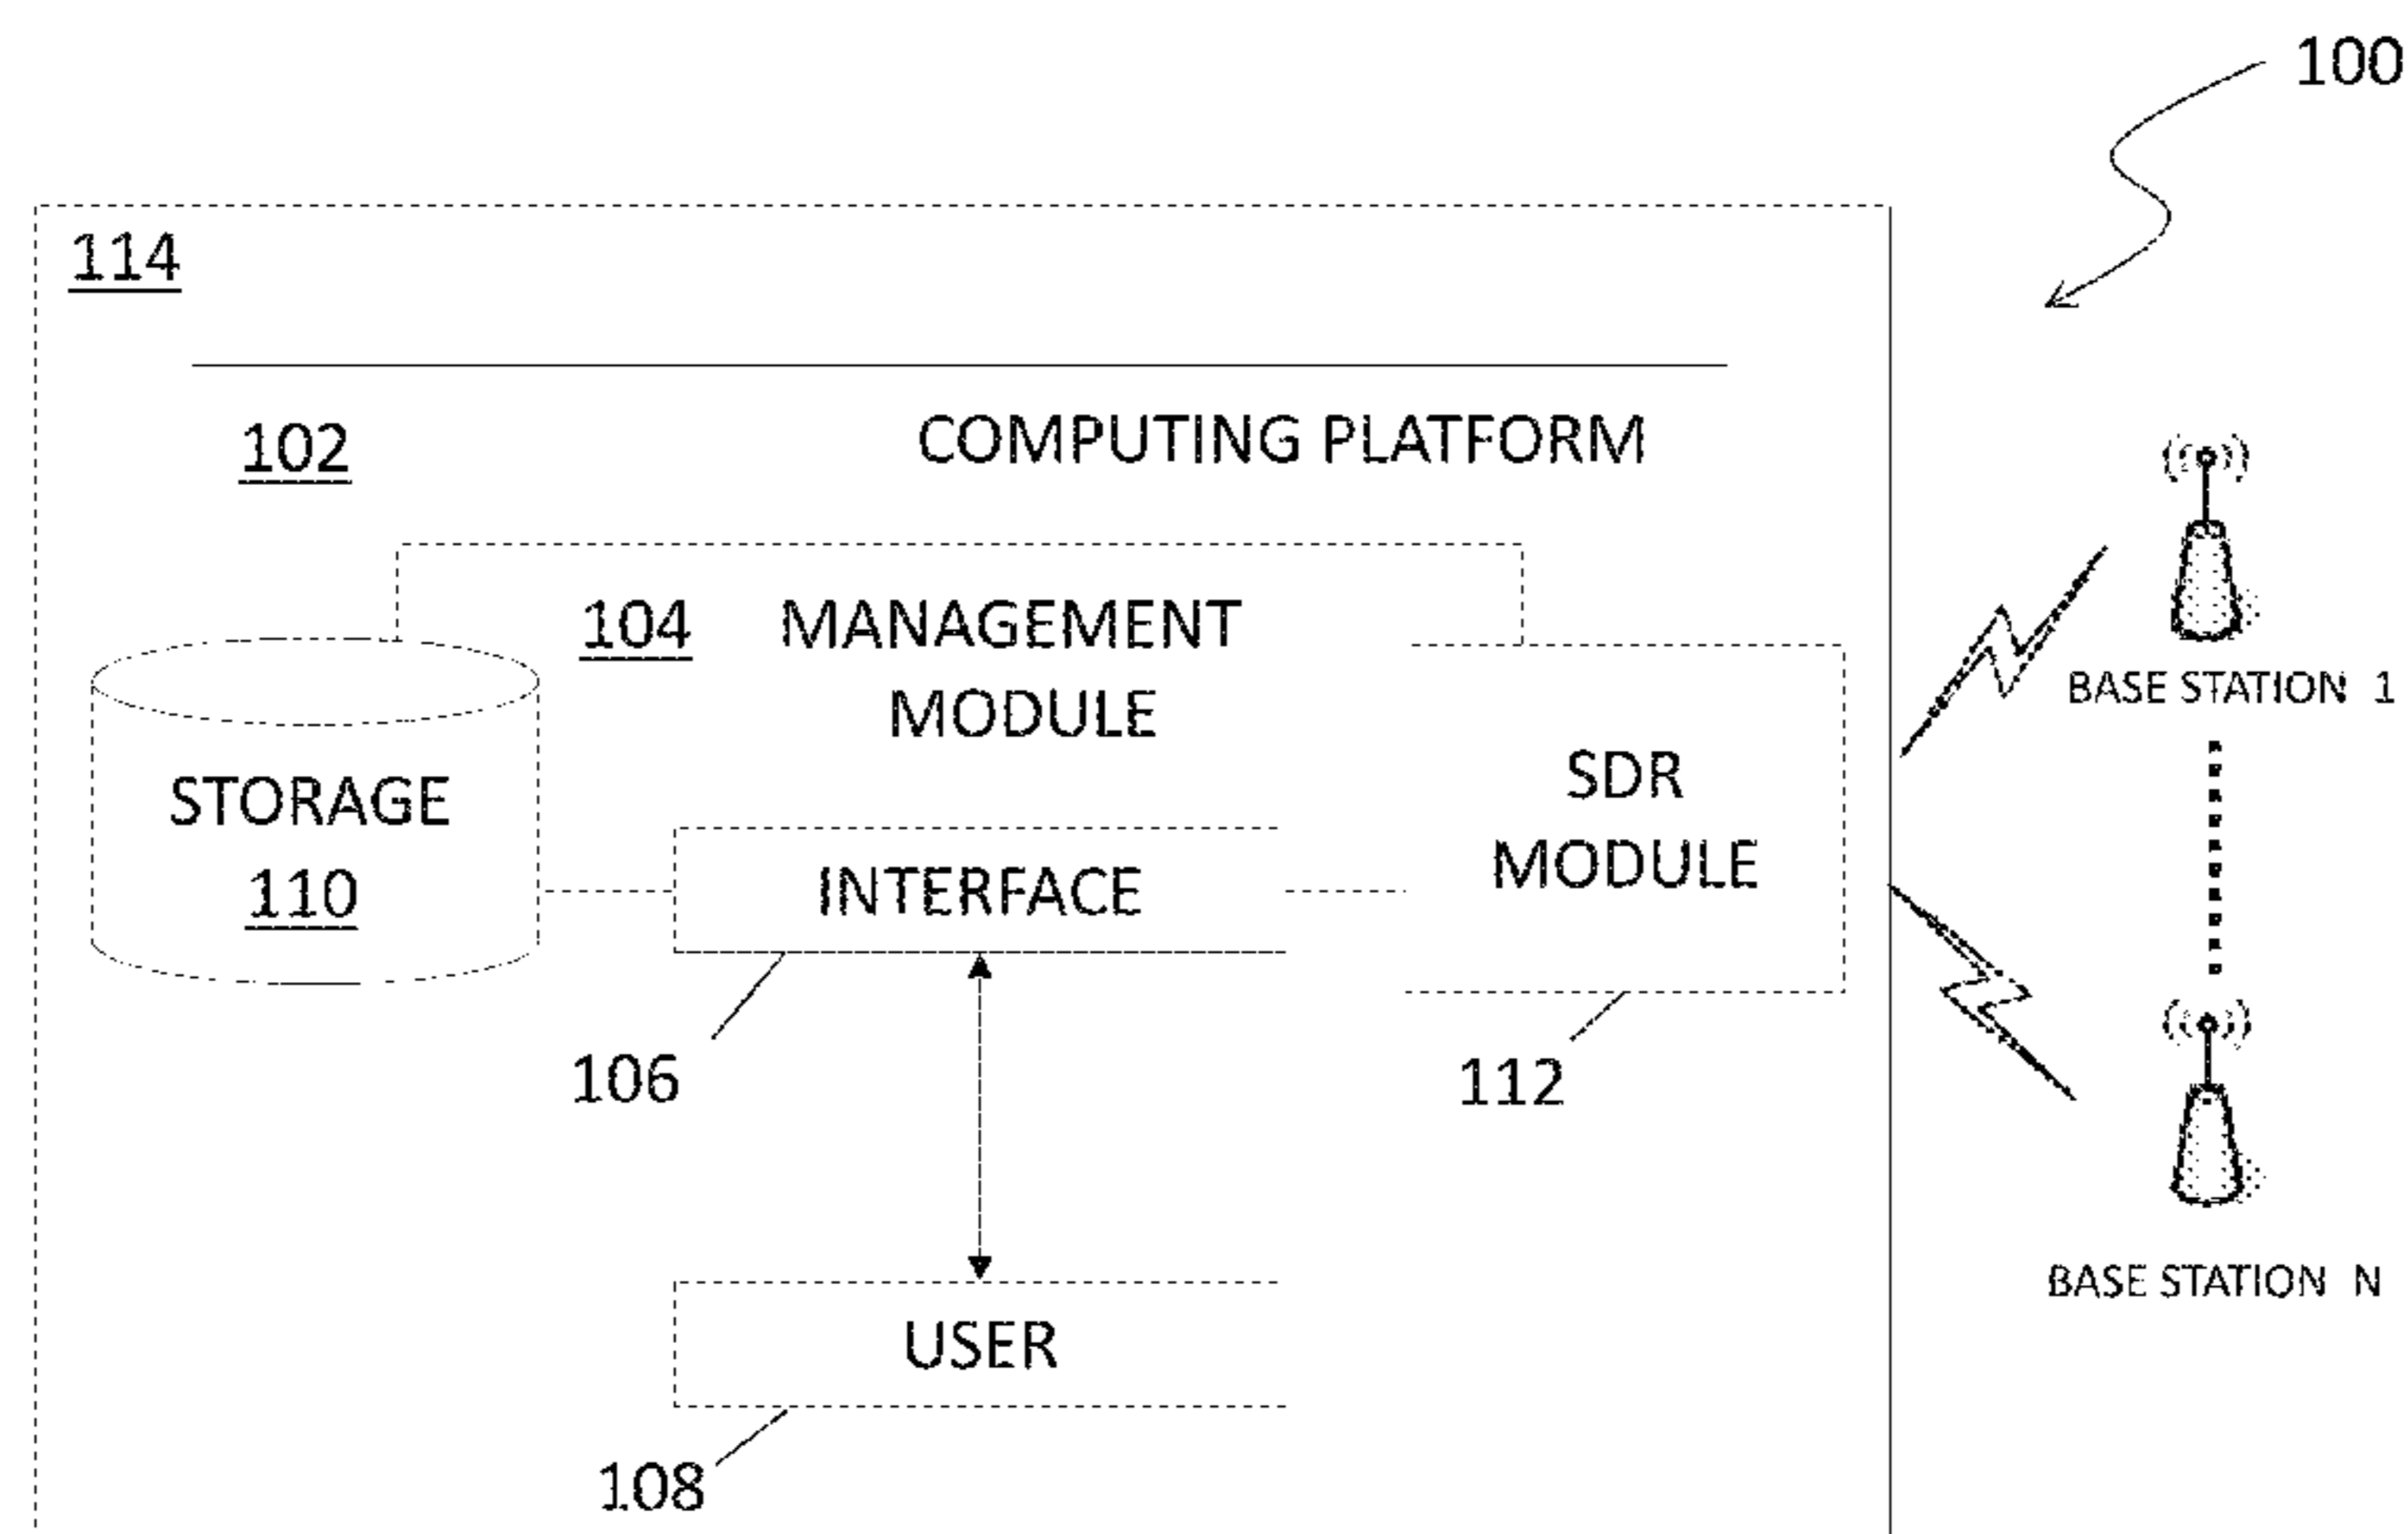 100
114
102
COMPUTING PLATFORM
104
MANAGEMENT
MODULE
STORAGE
110
INTERFACE
SDR
MODULE
106
112
USER
108
BASE STATION 1
BASE STATION N